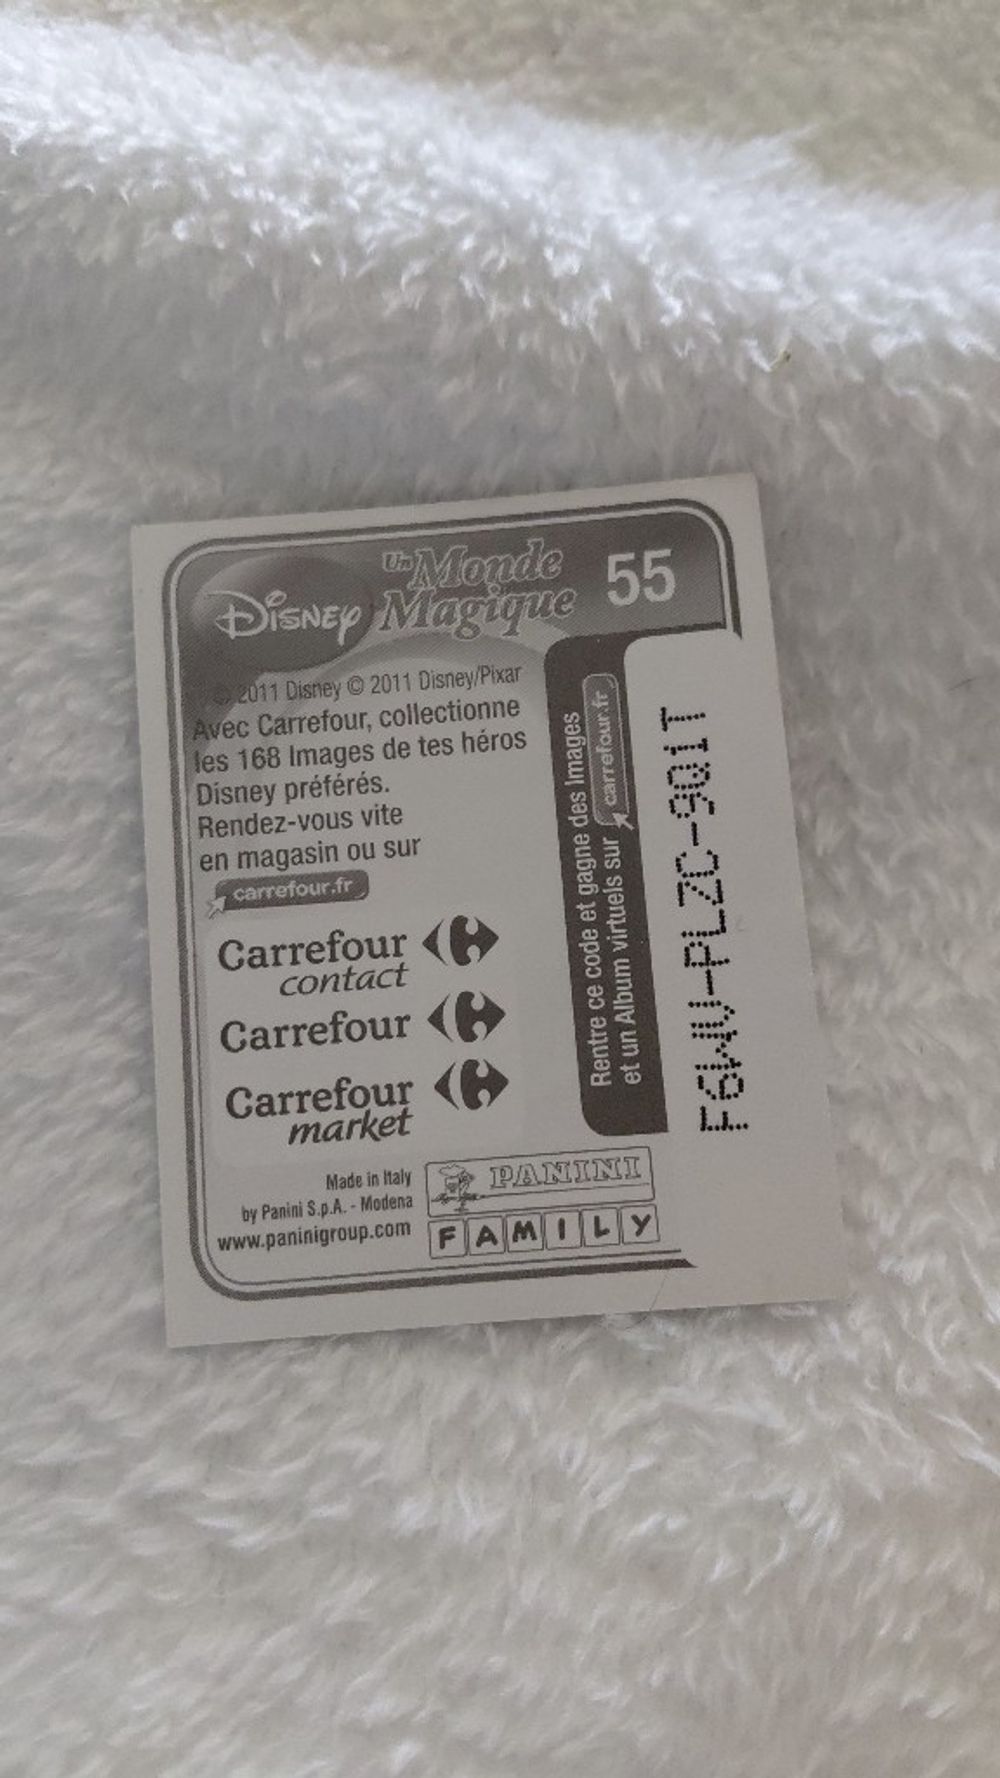 Disney
Un Monde
Magique
55
© 2011 Disney © 2011 Disney/Pixar
Avec Carrefour, collectionne
les 168 Images de tes héros
Disney préférés.
Rendez-vous vite
en magasin ou sur
carrefour.fr
Carrefour
contact
Carrefour
Carrefour
market
Made in Italy
by Panini S.p.A. - Modena
www.paninigroup.com
PANINI
FAMILY
Rentre ce code et gagne des Images
et un Album virtuels sur carrefour.fr
F6WV-PLZC-9Q1T